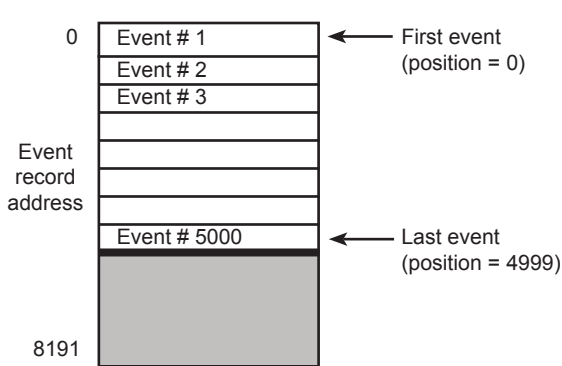 0
Event # 1
First event
(position = 0)
Event # 2
Event # 3
Event
record
address
Event # 5000
Last event
(position = 4999)
8191